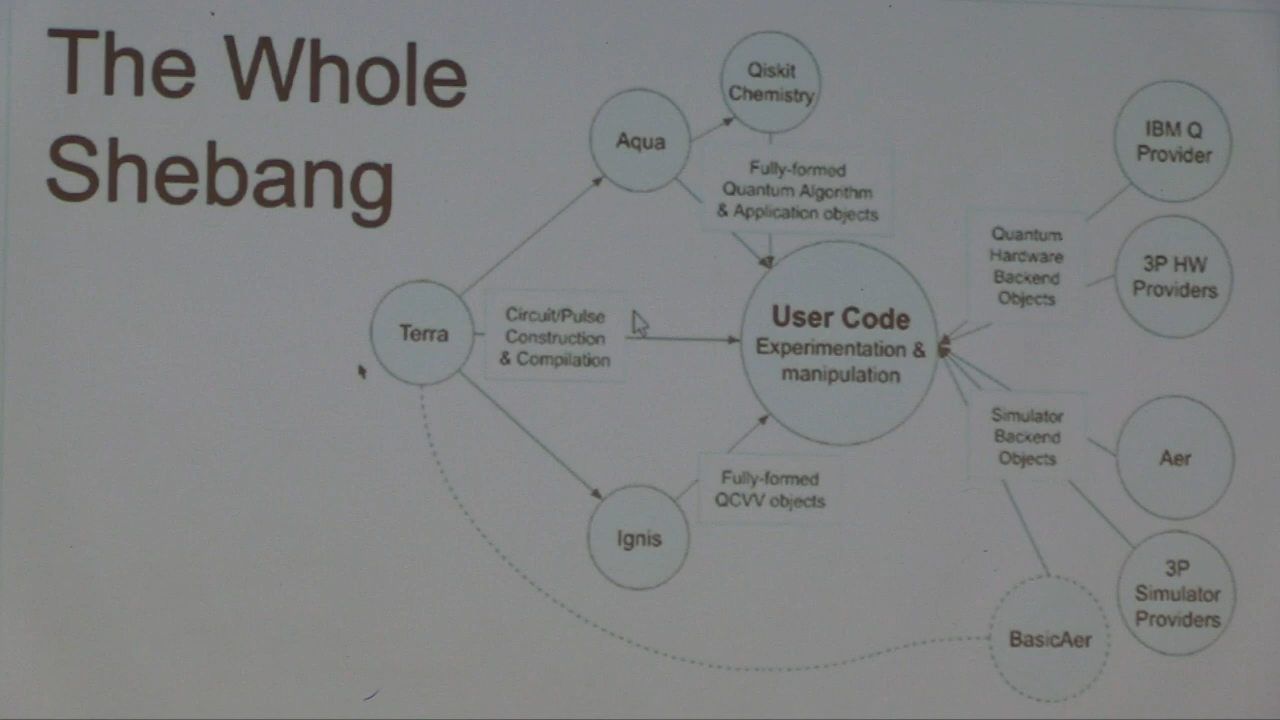 The Whole
Shebang
Qiskit
Chemistry
Aqua
Fully-formed
Quantum Algorithm
& Application objects
IBM Q
Provider
Quantum
Hardware
Backend
Objects
3P HW
Providers
Terra
Circuit/Pulse
Construction
& Compilation
User Code
Experimentation &
manipulation
Simulator
Backend
Objects
Aer
Fully-formed
QCVV objects
Ignis
3P
Simulator
Providers
BasicAer